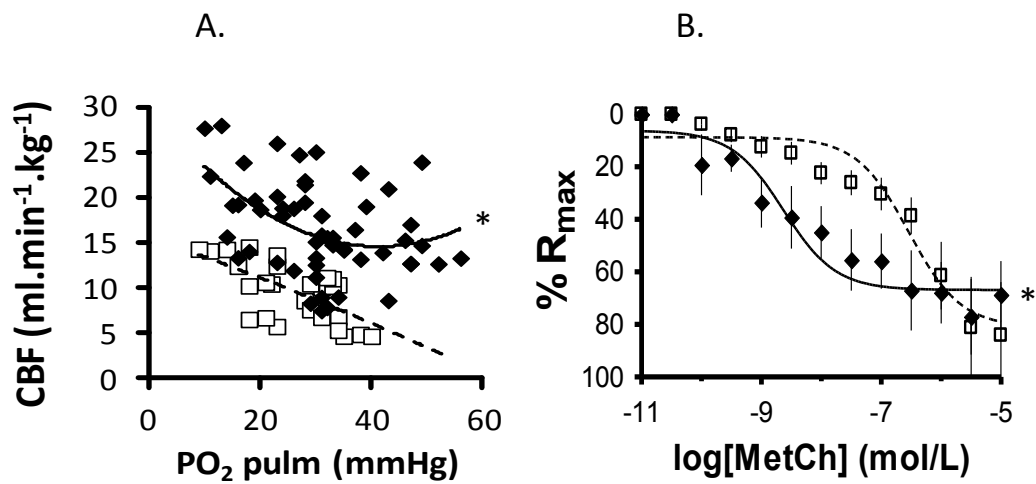 A.
CBF (ml.min⁻¹.kg⁻¹)
30
25
20
15
10
5
0
*
0 20 40 60
PO₂ pulm (mmHg)
B.
% Rmax
0
20
40
60
80
100
*
-11 -9 -7 -5
log[MetCh] (mol/L)